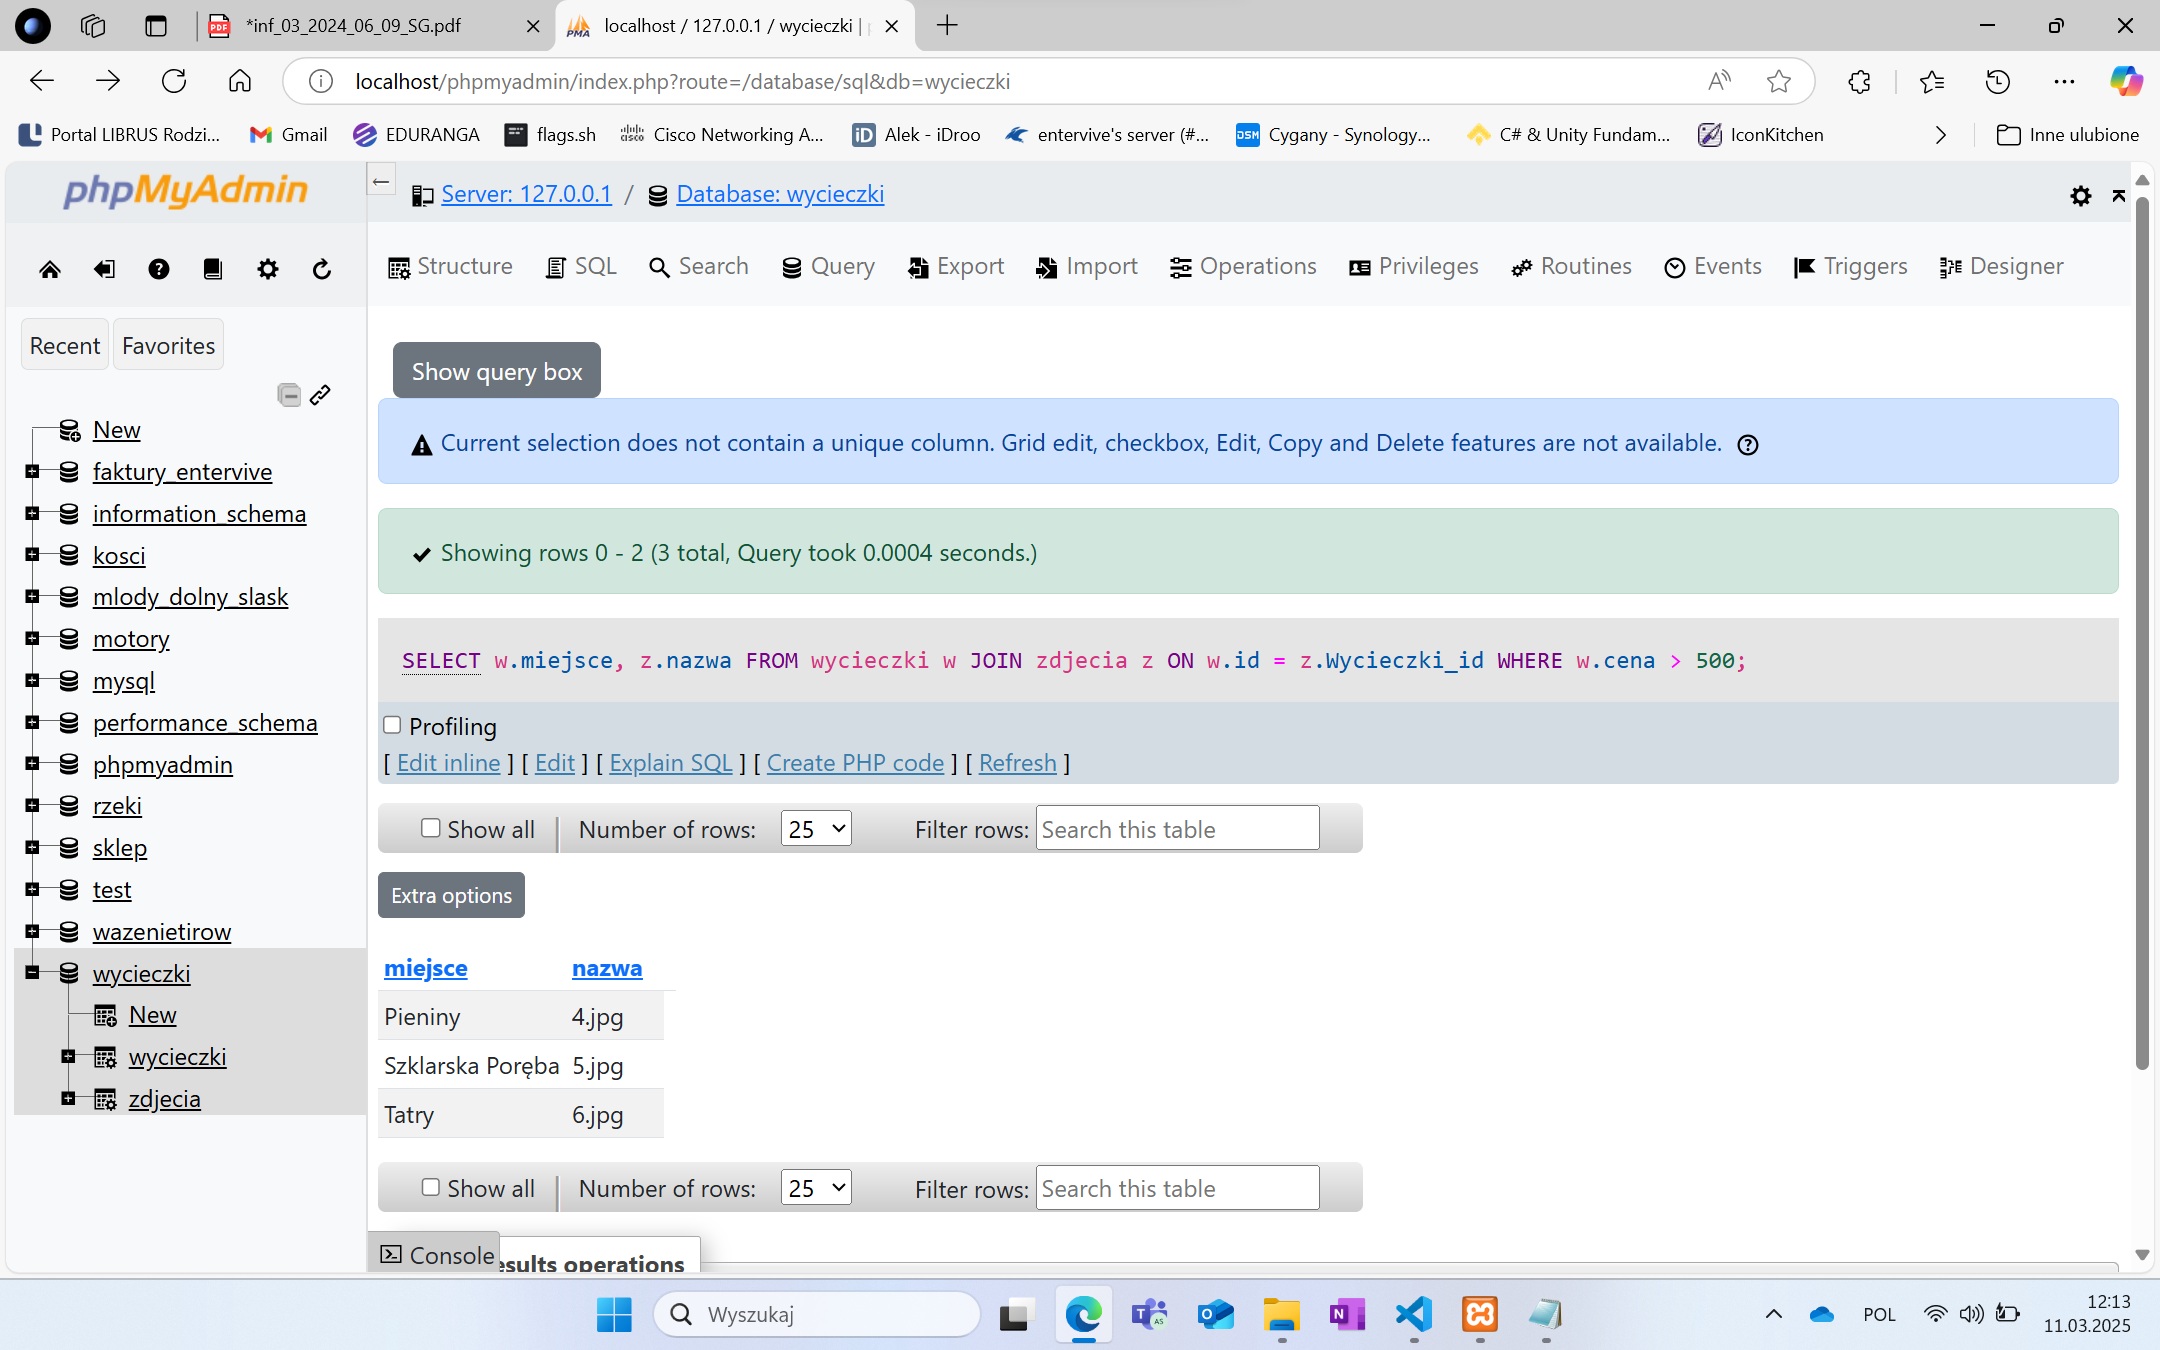 *inf_03_2024_06_09_SG.pdf
localhost / 127.0.0.1 / wycieczki |
localhost/phpmyadmin/index.php?route=/database/sql&db=wycieczki
Portal LIBRUS Rodzi... Gmail EDURANGA flags.sh Cisco Networking A... Alek - iDroo entervive's server (#... Cygany - Synology... C# & Unity Fundam... IconKitchen Inne ulubione
phpMyAdmin
Recent Favorites
New
faktury_entervive
information_schema
kosci
mlody_dolny_slask
motory
mysql
performance_schema
phpmyadmin
rzeki
sklep
test
wazenietirow
wycieczki
New
wycieczki
zdjecia
Server: 127.0.0.1 / Database: wycieczki
Structure SQL Search Query Export Import Operations Privileges Routines Events Triggers Designer
Show query box
Current selection does not contain a unique column. Grid edit, checkbox, Edit, Copy and Delete features are not available.
Showing rows 0 - 2 (3 total, Query took 0.0004 seconds.)
SELECT w.miejsce, z.nazwa FROM wycieczki w JOIN zdjecia z ON w.id = z.Wycieczki_id WHERE w.cena > 500;
Profiling
[ Edit inline ] [ Edit ] [ Explain SQL ] [ Create PHP code ] [ Refresh ]
Show all Number of rows: 25 Filter rows: Search this table
Extra options
miejsce nazwa
Pieniny 4.jpg
Szklarska Poręba 5.jpg
Tatry 6.jpg
Show all Number of rows: 25 Filter rows: Search this table
Console
esults operations
Wyszukaj
POL
12:13
11.03.2025